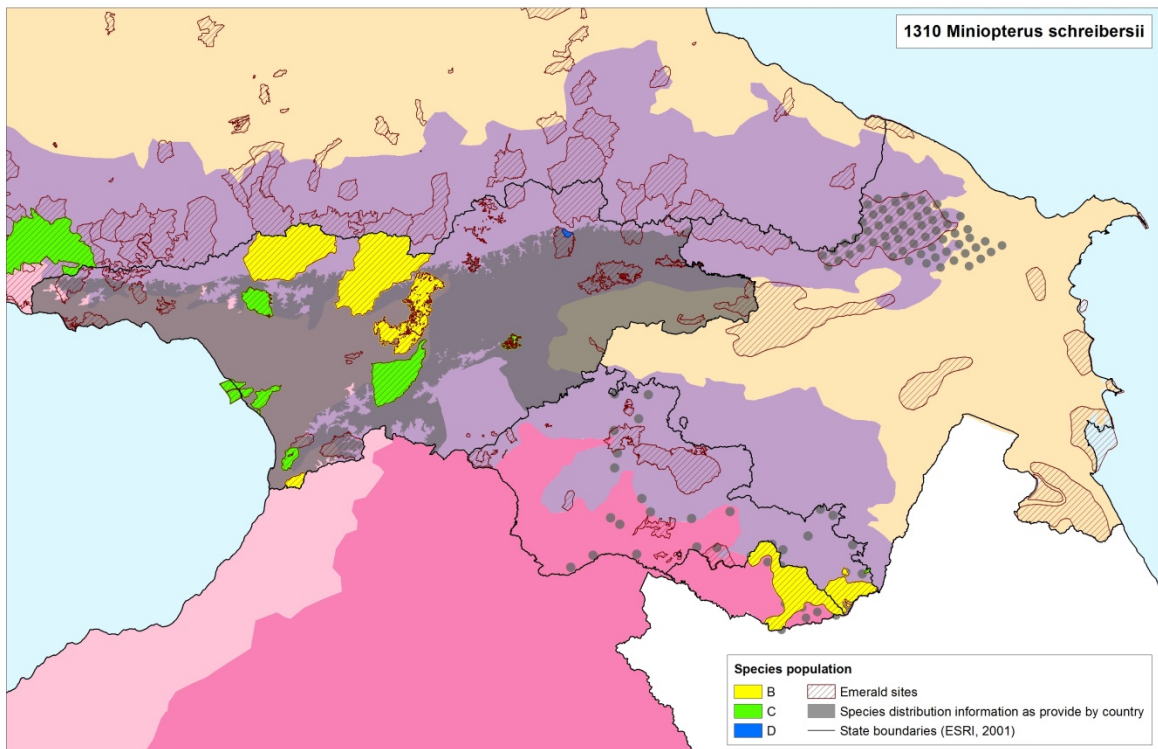 1310 Miniopterus schreibersii
Species population
B
Emerald sites
C
Species distribution information as provide by country
D
State boundaries (ESRI, 2001)